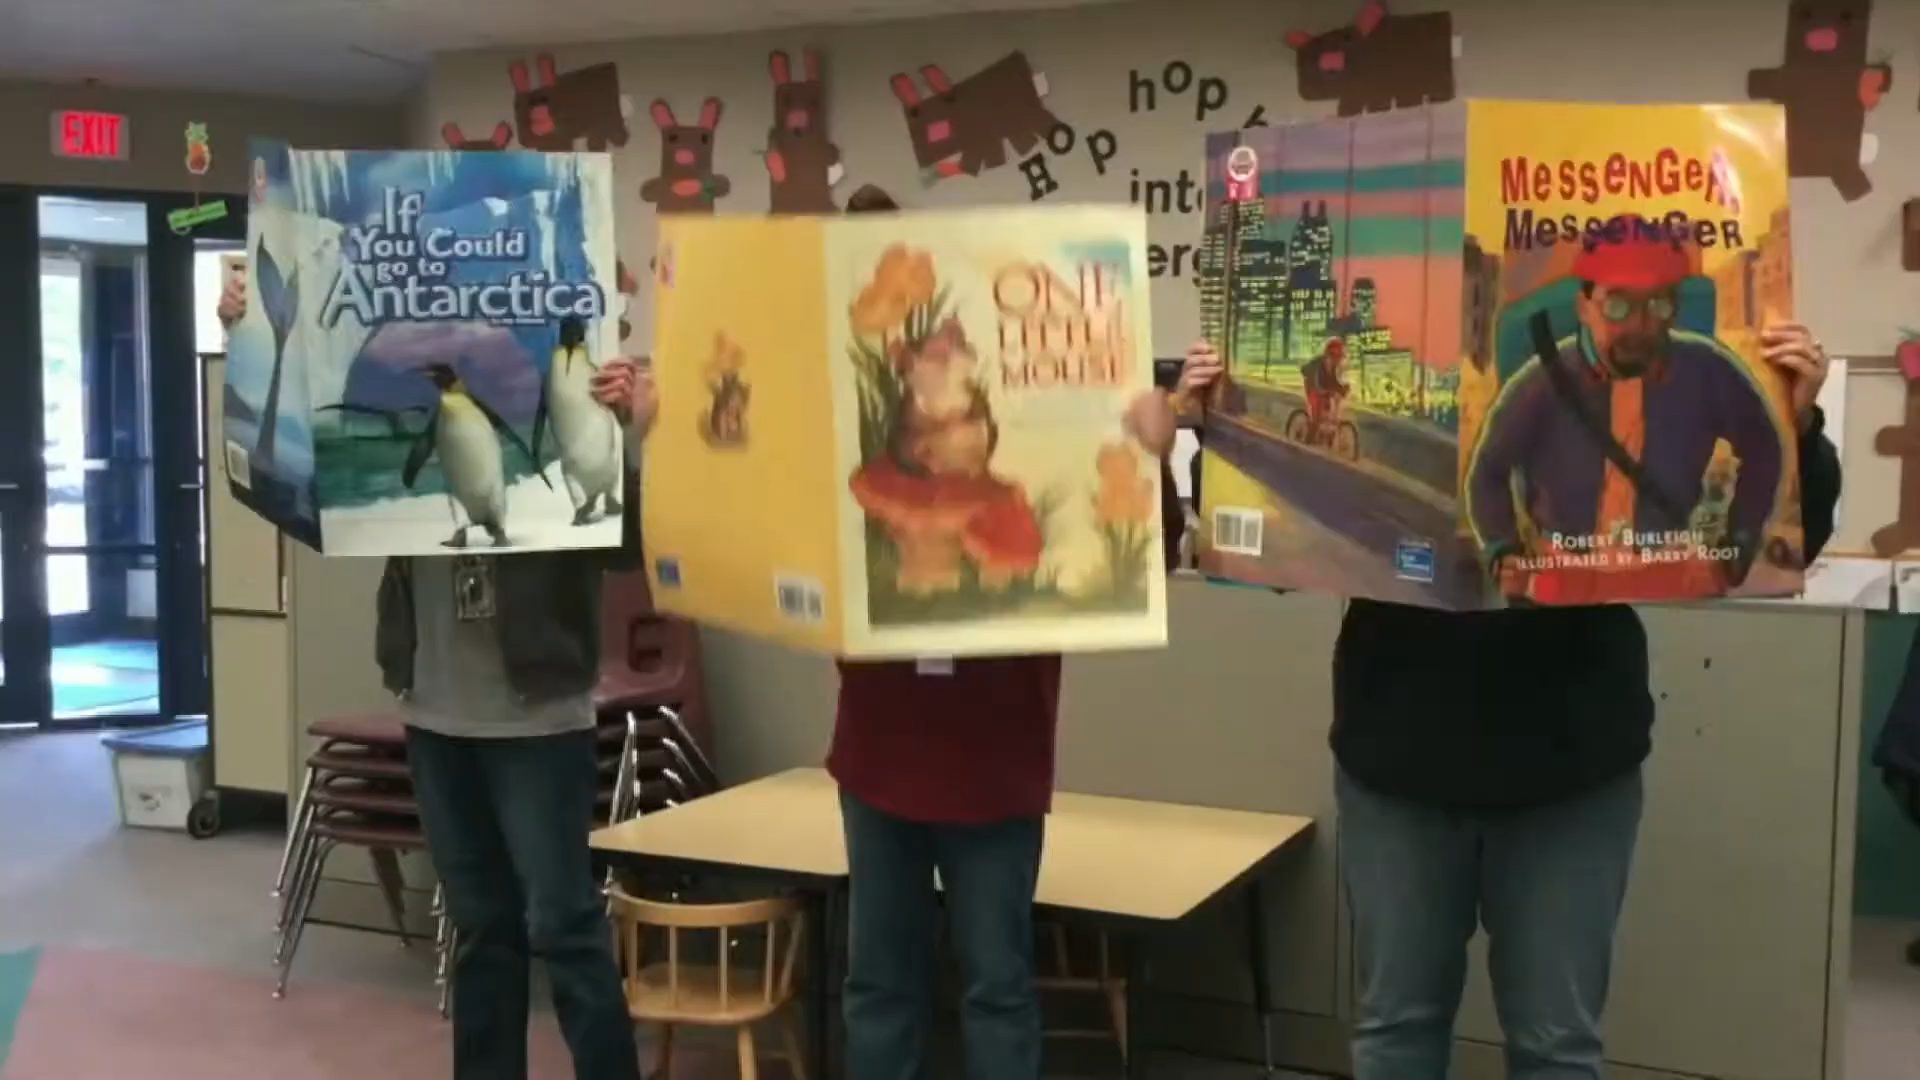 EXIT
hop
Hop
If
You Could
go to
Antarctica
ONE
LITTLE
MOUSE
Messenger,
Messenger
Robert Burleigh
Illustrated by Barry Root